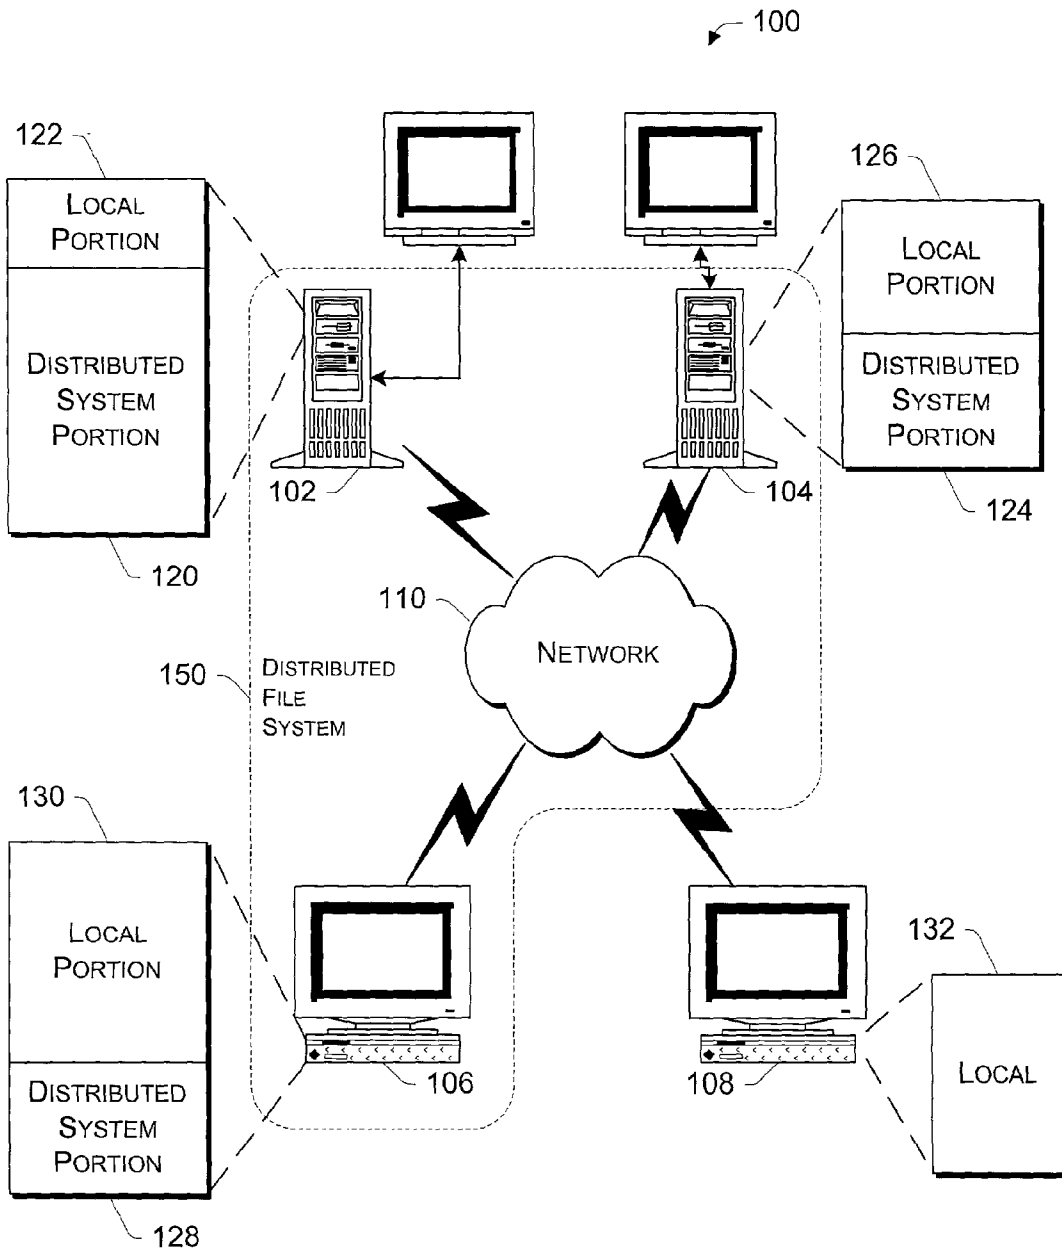 100
122
LOCAL
PORTION
DISTRIBUTED
SYSTEM
PORTION
120
126
LOCAL
PORTION
DISTRIBUTED
SYSTEM
PORTION
124
102
104
110
NETWORK
150
DISTRIBUTED
FILE
SYSTEM
130
LOCAL
PORTION
DISTRIBUTED
SYSTEM
PORTION
128
106
108
132
LOCAL